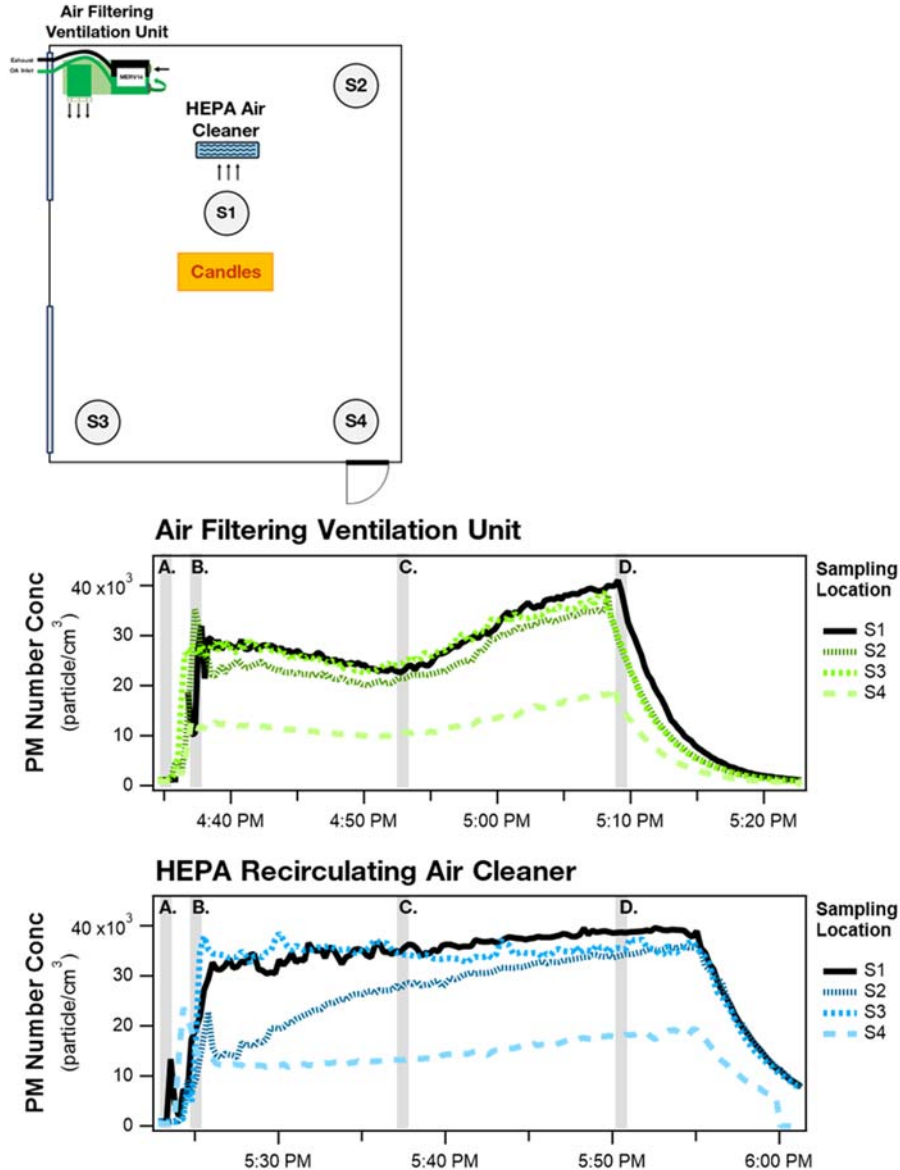 Air Filtering
Ventilation Unit
Exhaust
OA Inlet
MERV14
S2
HEPA Air
Cleaner
S1
Candles
S3
S4
Air Filtering Ventilation Unit
A. B. C. D.
PM Number Conc
(particle/cm³)
40 x10³
30
20
10
0
4:40 PM 4:50 PM 5:00 PM 5:10 PM 5:20 PM
Sampling
Location
S1
S2
S3
S4
HEPA Recirculating Air Cleaner
A. B. C. D.
PM Number Conc
(particle/cm³)
40 x10³
30
20
10
0
5:30 PM 5:40 PM 5:50 PM 6:00 PM
Sampling
Location
S1
S2
S3
S4